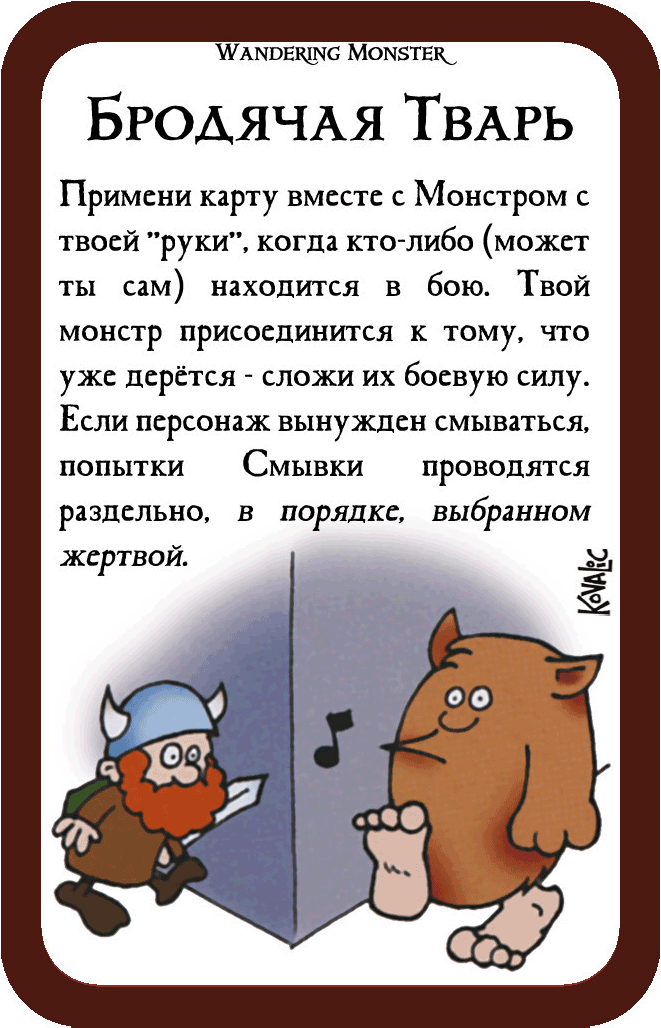 Wandering Monster
Бродячая Тварь
Примени карту вместе с Монстром с
твоей "руки", когда кто-либо (может
ты сам) находится в бою. Твой
монстр присоединится к тому, что
уже дерётся - сложи их боевую силу.
Если персонаж вынужден смываться,
попытки Смывки проводятся
раздельно, в порядке, выбранном
жертвой.
Kovalic